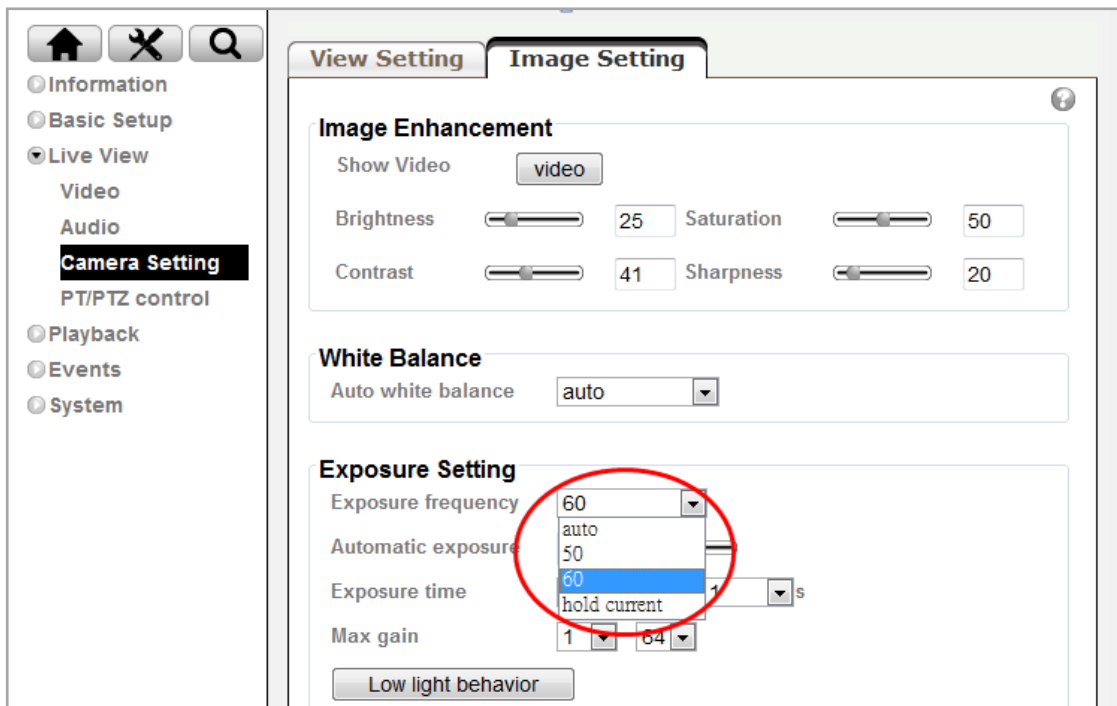 Information
Basic Setup
Live View
Video
Audio
Camera Setting
PT/PTZ control
Playback
Events
System
View Setting Image Setting
Image Enhancement
Show Video video
Brightness 25 Saturation 50
Contrast 41 Sharpness 20
White Balance
Auto white balance auto
Exposure Setting
Exposure frequency 60
auto
Automatic exposure 50
60
Exposure time 1 s
hold current
Max gain 1 64
Low light behavior